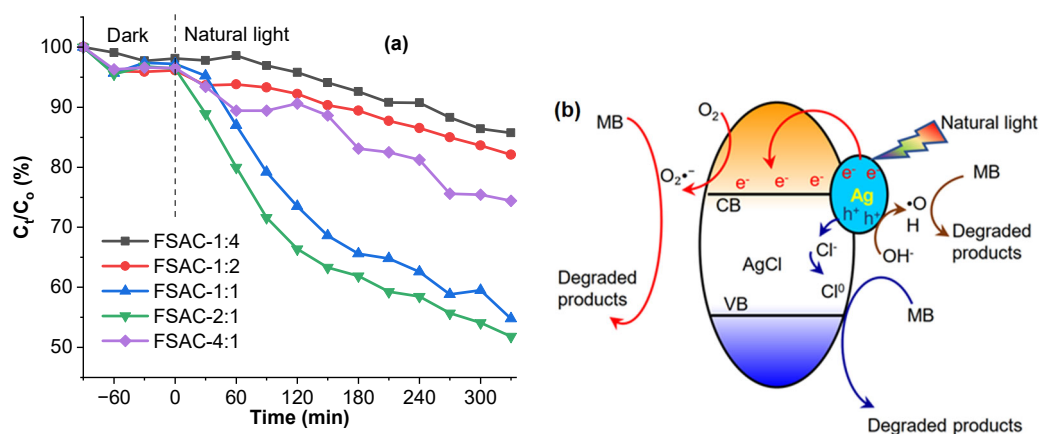 Dark
Natural light
(a)
100
90
80
70
60
50
Cₜ/Cₒ (%)
FSAC-1:4
FSAC-1:2
FSAC-1:1
FSAC-2:1
FSAC-4:1
−60
0
60
120
180
240
300
Time (min)
(b)
MB
O₂
O₂•⁻
Degraded
products
e⁻ e⁻ e⁻
CB
AgCl
VB
e⁻ e⁻
Ag
h⁺ h⁺
Natural light
Cl⁻
Cl⁰
•O
H
OH⁻
MB
Degraded
products
MB
Degraded products